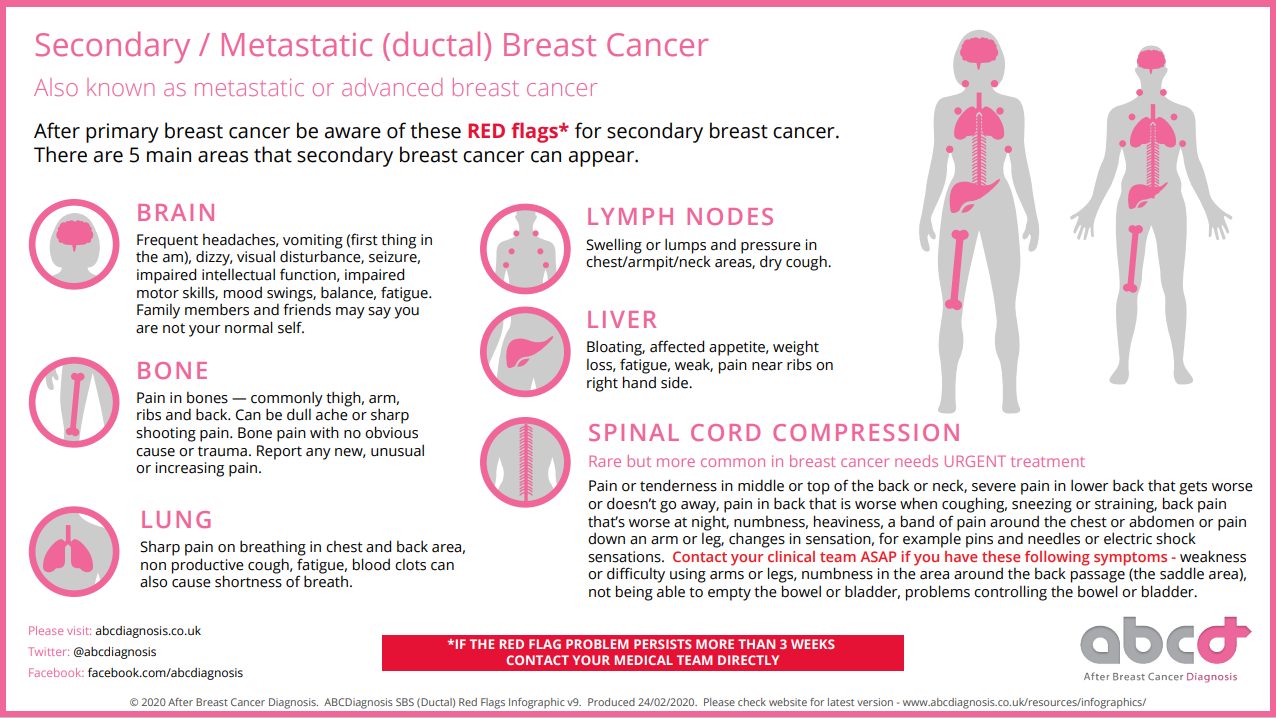 Secondary / Metastatic (ductal) Breast Cancer
Also known as metastatic or advanced breast cancer
After primary breast cancer be aware of these RED flags* for secondary breast cancer.
There are 5 main areas that secondary breast cancer can appear.
BRAIN
Frequent headaches, vomiting (first thing in
the am), dizzy, visual disturbance, seizure,
impaired intellectual function, impaired
motor skills, mood swings, balance, fatigue.
Family members and friends may say you
are not your normal self.
BONE
Pain in bones — commonly thigh, arm,
ribs and back. Can be dull ache or sharp
shooting pain. Bone pain with no obvious
cause or trauma. Report any new, unusual
or increasing pain.
LUNG
Sharp pain on breathing in chest and back area,
non productive cough, fatigue, blood clots can
also cause shortness of breath.
LYMPH NODES
Swelling or lumps and pressure in
chest/armpit/neck areas, dry cough.
LIVER
Bloating, affected appetite, weight
loss, fatigue, weak, pain near ribs on
right hand side.
SPINAL CORD COMPRESSION
Rare but more common in breast cancer needs URGENT treatment
Pain or tenderness in middle or top of the back or neck, severe pain in lower back that gets worse
or doesn't go away, pain in back that is worse when coughing, sneezing or straining, back pain
that's worse at night, numbness, heaviness, a band of pain around the chest or abdomen or pain
down an arm or leg, changes in sensation, for example pins and needles or electric shock
sensations. Contact your clinical team ASAP if you have these following symptoms - weakness
or difficulty using arms or legs, numbness in the area around the back passage (the saddle area),
not being able to empty the bowel or bladder, problems controlling the bowel or bladder.
Please visit: abcdiagnosis.co.uk
Twitter: @abcdiagnosis
Facebook: facebook.com/abcdiagnosis
*IF THE RED FLAG PROBLEM PERSISTS MORE THAN 3 WEEKS
CONTACT YOUR MEDICAL TEAM DIRECTLY
abcd
After Breast Cancer Diagnosis
© 2020 After Breast Cancer Diagnosis. ABCDiagnosis SBS (Ductal) Red Flags Infographic v9. Produced 24/02/2020. Please check website for latest version - www.abcdiagnosis.co.uk/resources/infographics/